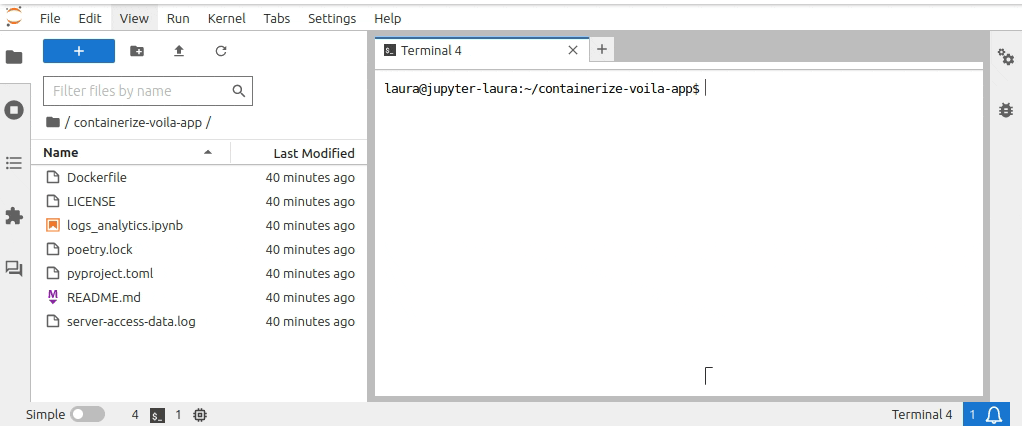 File Edit View Run Kernel Tabs Settings Help
Terminal 4
Filter files by name
/ containerize-voila-app /
Name Last Modified
Dockerfile 40 minutes ago
LICENSE 40 minutes ago
logs_analytics.ipynb 40 minutes ago
poetry.lock 40 minutes ago
pyproject.toml 40 minutes ago
README.md 40 minutes ago
server-access-data.log 40 minutes ago
laura@jupyter-laura:~/containerize-voila-app$
Simple 4 1 Terminal 4 1